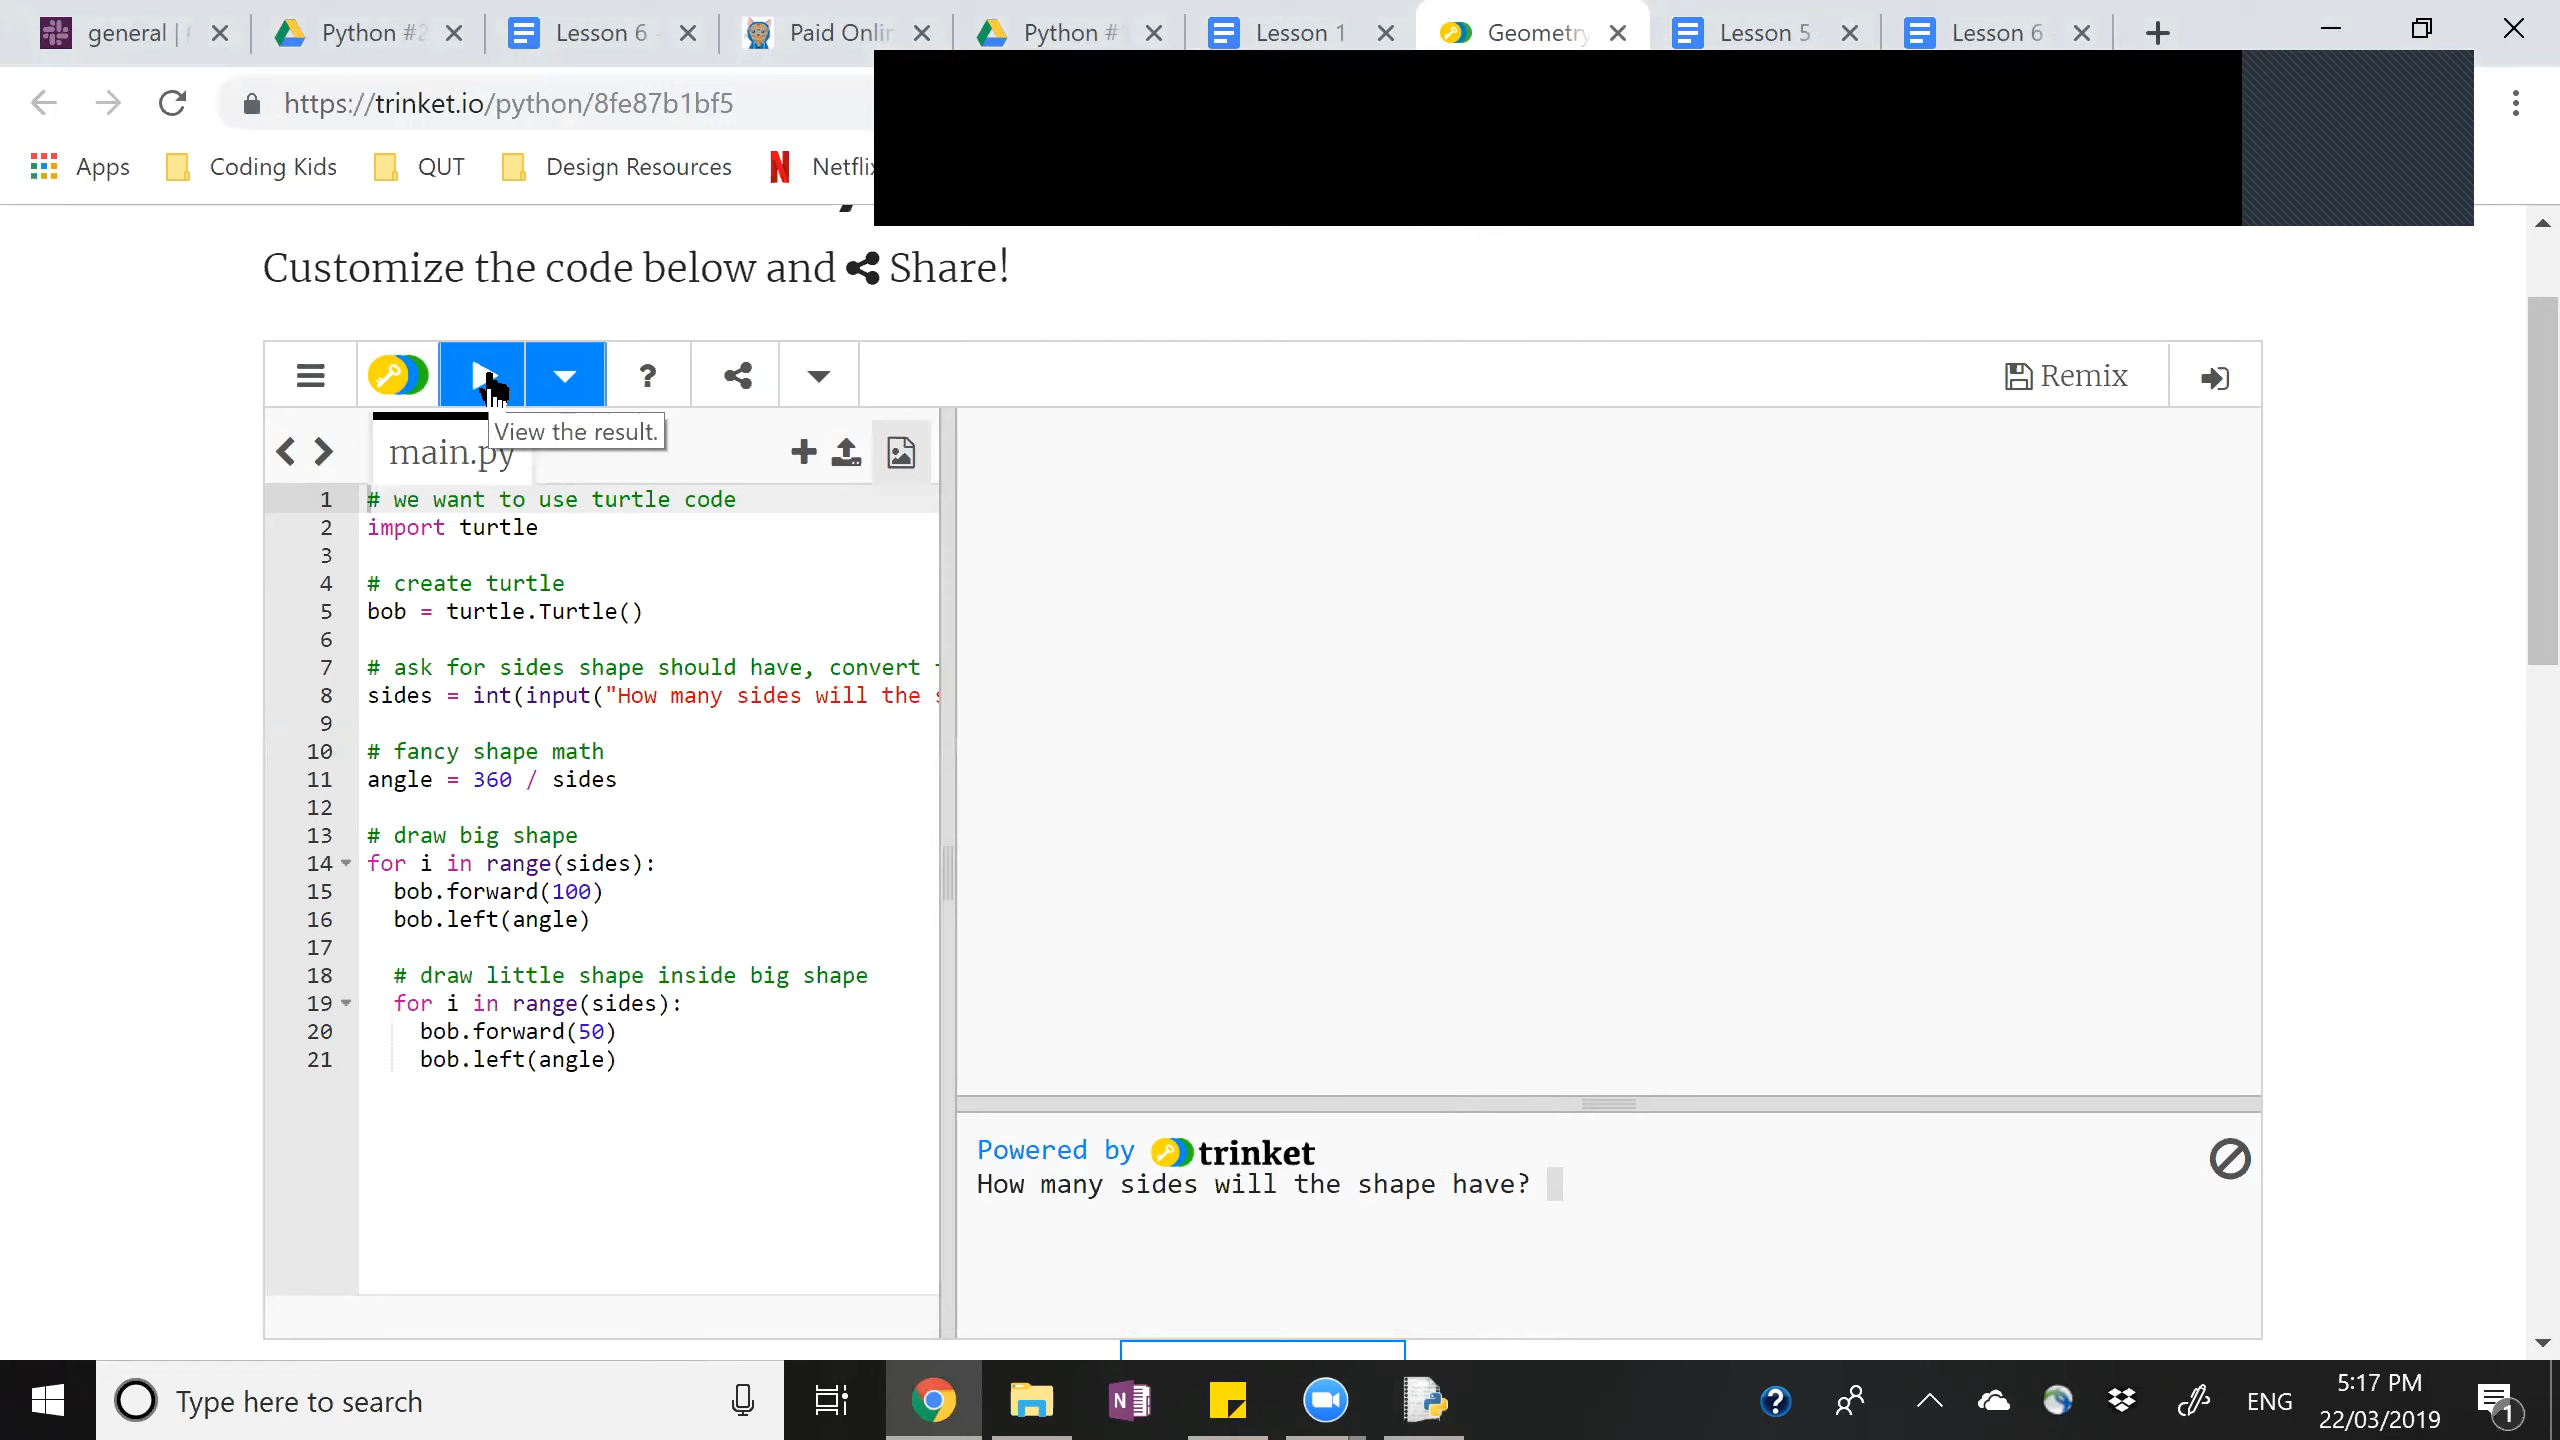 general |
Python #2
Lesson 6 -
Paid Onlin
Python #1
Lesson 1
Geometry
Lesson 5
Lesson 6
https://trinket.io/python/8fe87b1bf5
Apps
Coding Kids
QUT
Design Resources
Netflix
Customize the code below and Share!
?
Remix
View the result.
main.py
1 # we want to use turtle code
2 import turtle
3
4 # create turtle
5 bob = turtle.Turtle()
6
7 # ask for sides shape should have, convert
8 sides = int(input("How many sides will the s
9
10 # fancy shape math
11 angle = 360 / sides
12
13 # draw big shape
14 for i in range(sides):
15 bob.forward(100)
16 bob.left(angle)
17
18 # draw little shape inside big shape
19 for i in range(sides):
20 bob.forward(50)
21 bob.left(angle)
Powered by trinket
How many sides will the shape have?
Type here to search
ENG
5:17 PM
22/03/2019
1